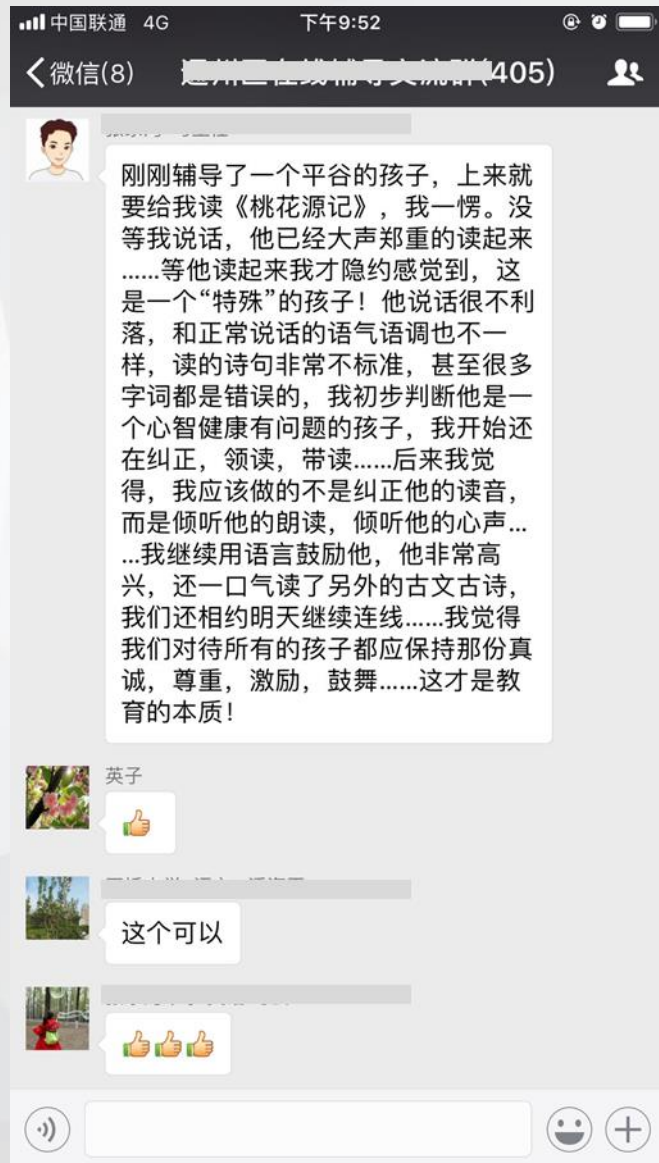 中国联通 4G 下午9:52
微信(8) (405)
刚刚辅导了一个平谷的孩子，上来就
要给我读《桃花源记》，我一愣。没
等我说话，他已经大声郑重的读起来
......等他读起来我才隐约感觉到，这
是一个“特殊”的孩子！他说话很不利
落，和正常说话的语气语调也不一
样，读的诗句非常不标准，甚至很多
字词都是错误的，我初步判断他是一
个心智健康有问题的孩子，我开始还
在纠正，领读，带读......后来我觉
得，我应该做的不是纠正他的读音，
而是倾听他的朗读，倾听他的心声...
...我继续用语言鼓励他，他非常高
兴，还一口气读了另外的古文古诗，
我们还相约明天继续连线......我觉得
我们对待所有的孩子都应保持那份真
诚，尊重，激励，鼓舞......这才是教
育的本质！
英子
这个可以